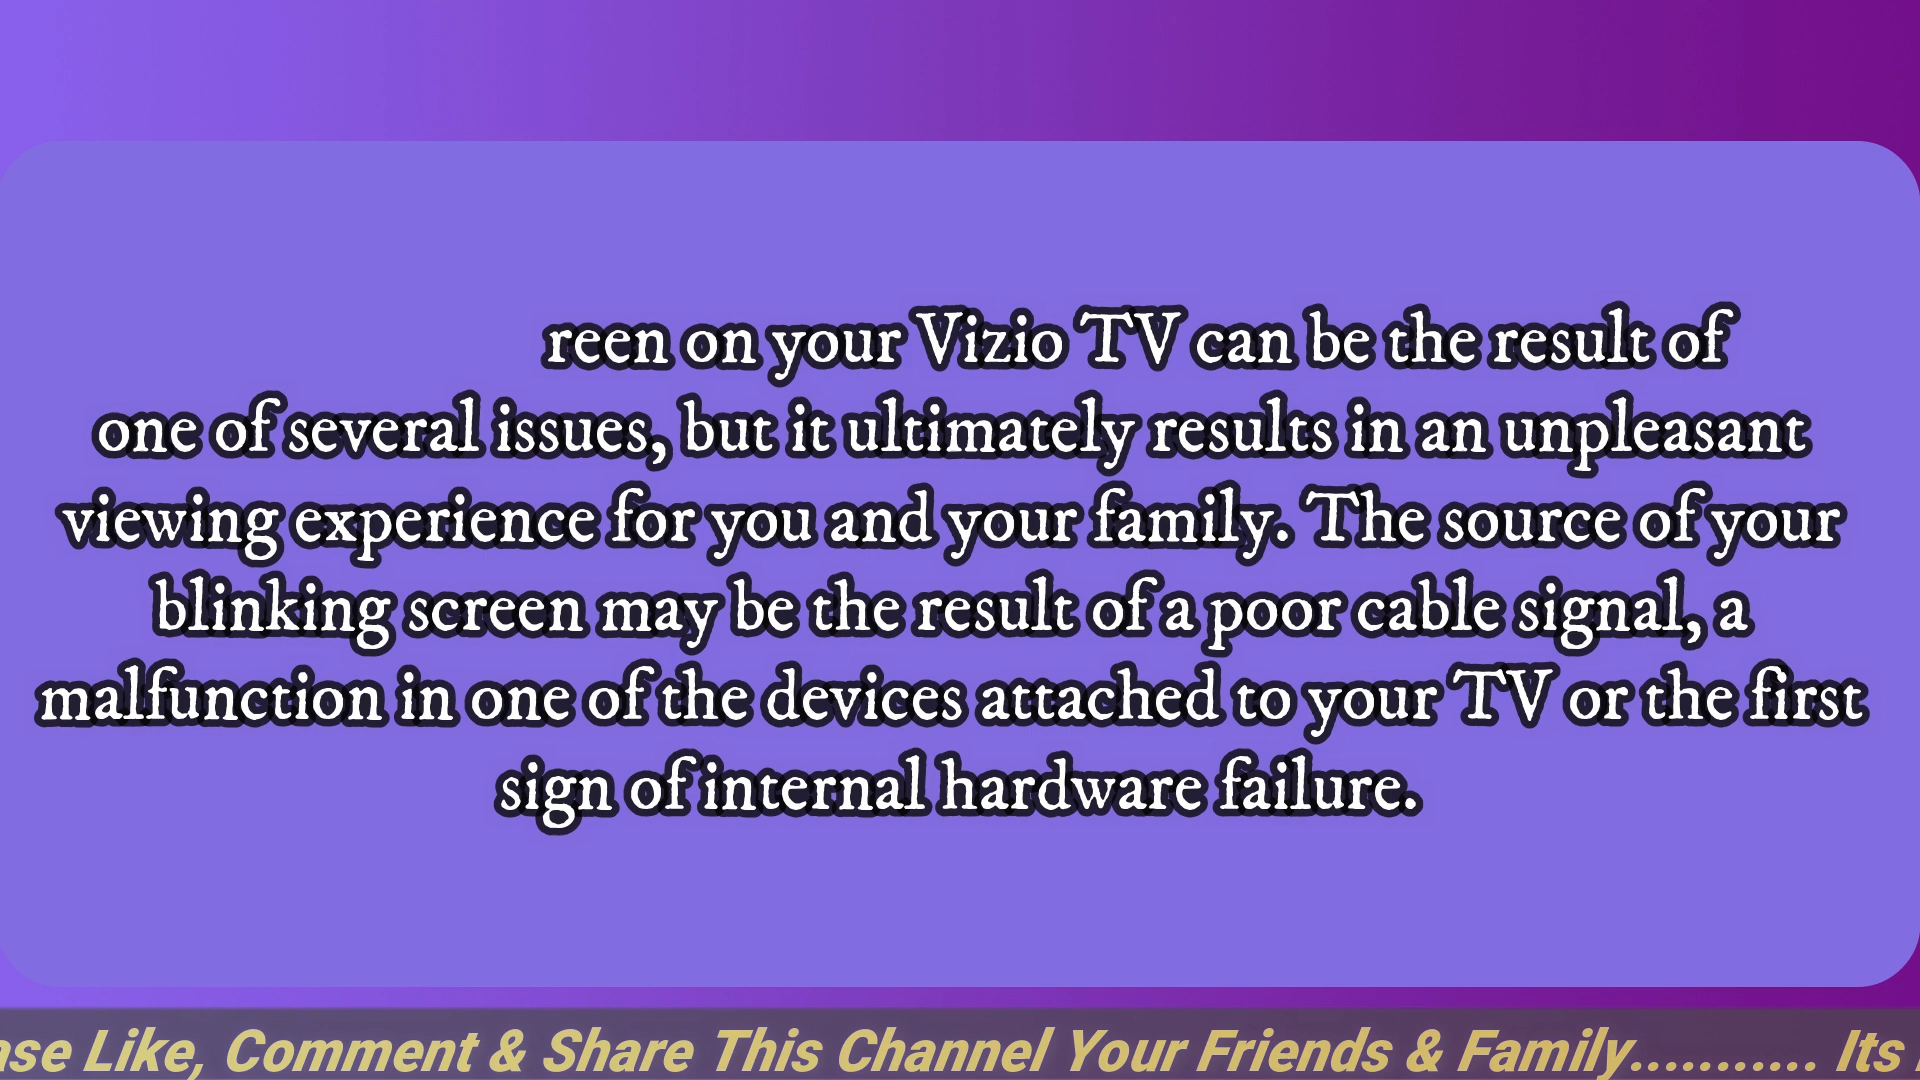 reen on your Vizio TV can be the result of
one of several issues, but it ultimately results in an unpleasant
viewing experience for you and your family. The source of your
blinking screen may be the result of a poor cable signal, a
malfunction in one of the devices attached to your TV or the first
sign of internal hardware failure.
ase Like, Comment & Share This Channel Your Friends & Family........... Its